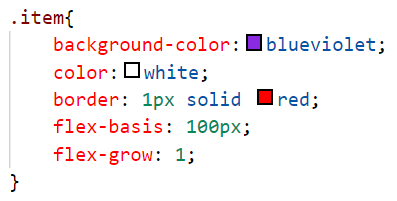 .item{
background-color: blueviolet;
color: white;
border: 1px solid red;
flex-basis: 100px;
flex-grow: 1;
}